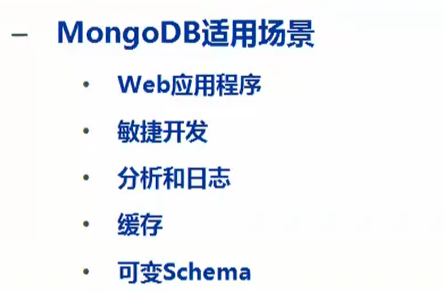 – MongoDB适用场景
• Web应用程序
• 敏捷开发
• 分析和日志
• 缓存
• 可变Schema